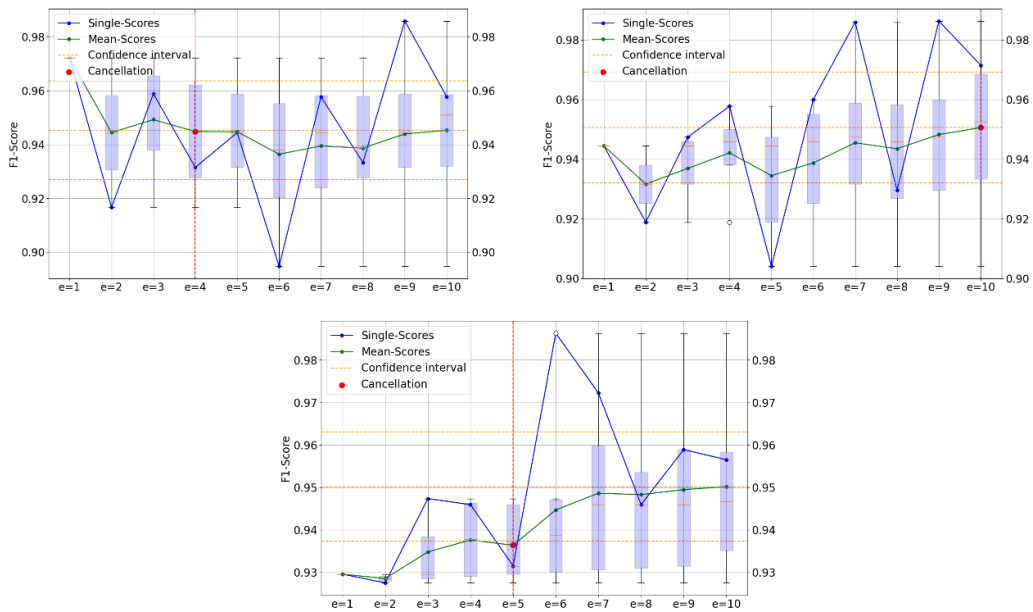 Single-Scores
Mean-Scores
Confidence interval
Cancellation
F1-Score
0.98
0.96
0.94
0.92
0.90
0.98
0.96
0.94
0.92
0.90
e=1 e=2 e=3 e=4 e=5 e=6 e=7 e=8 e=9 e=10
Single-Scores
Mean-Scores
Confidence interval
Cancellation
F1-Score
0.98
0.96
0.94
0.92
0.90
0.98
0.96
0.94
0.92
0.90
e=1 e=2 e=3 e=4 e=5 e=6 e=7 e=8 e=9 e=10
Single-Scores
Mean-Scores
Confidence interval
Cancellation
F1-Score
0.98
0.97
0.96
0.95
0.94
0.93
0.98
0.97
0.96
0.95
0.94
0.93
e=1 e=2 e=3 e=4 e=5 e=6 e=7 e=8 e=9 e=10